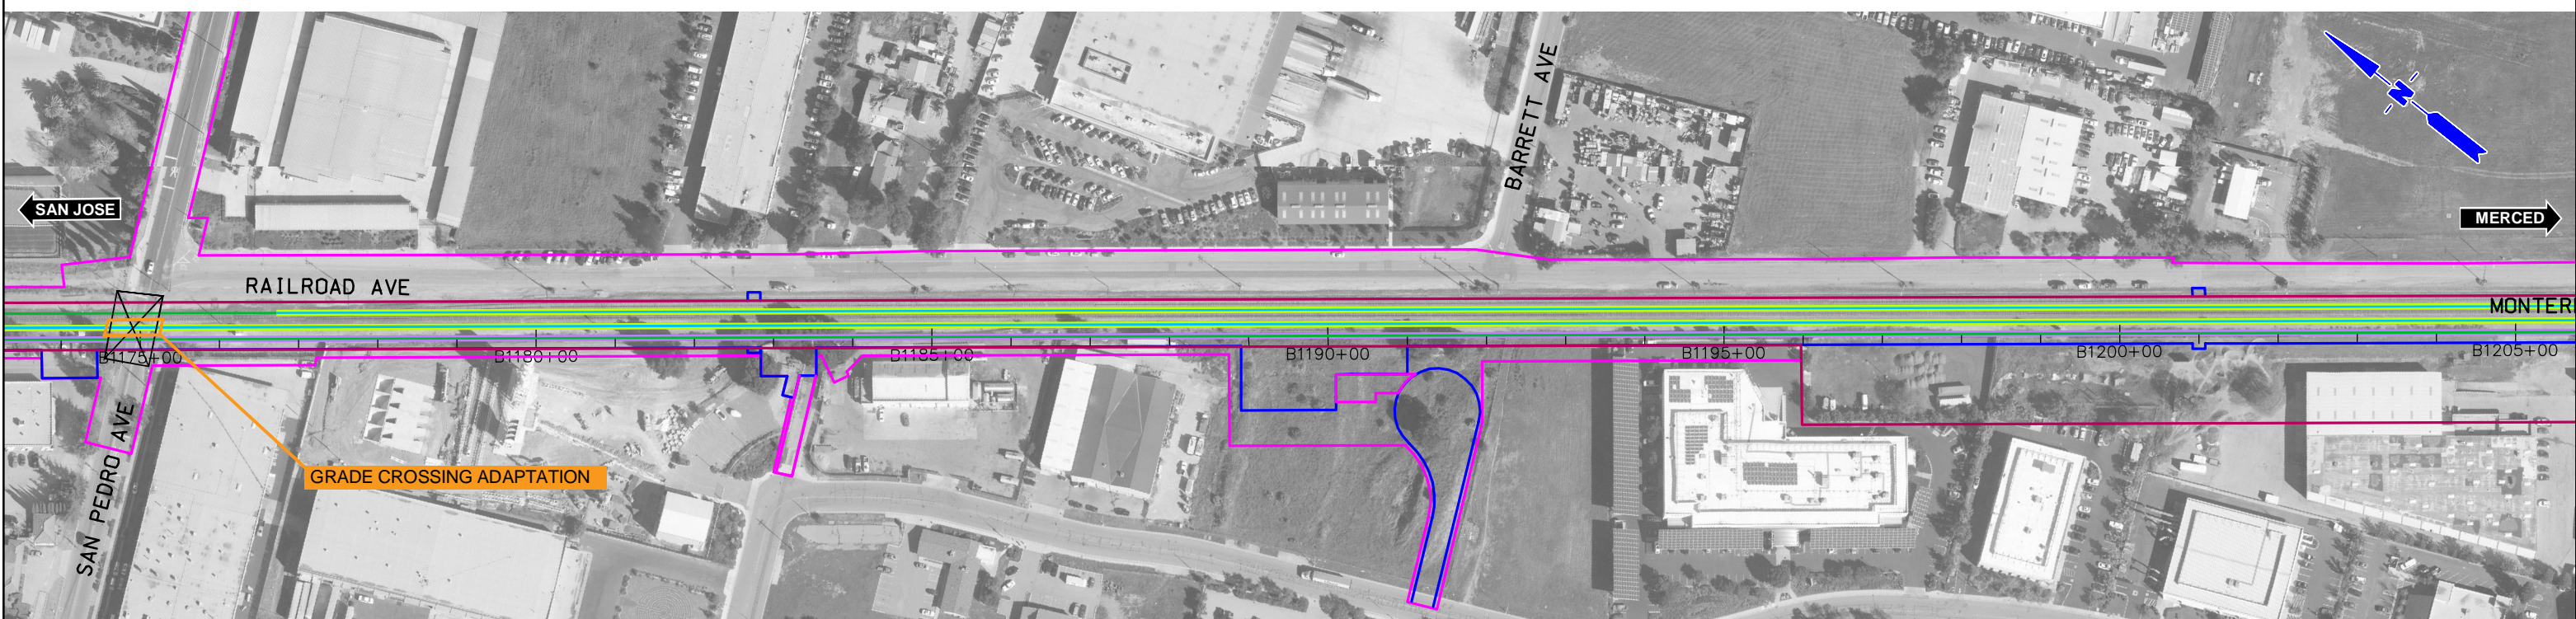 BARRETT AVE
N
SAN JOSE
MERCED
RAILROAD AVE
MONTER
B1175+00
B1180+00
B1185+00
B1190+00
B1195+00
B1200+00
B1205+00
SAN PEDRO AVE
GRADE CROSSING ADAPTATION